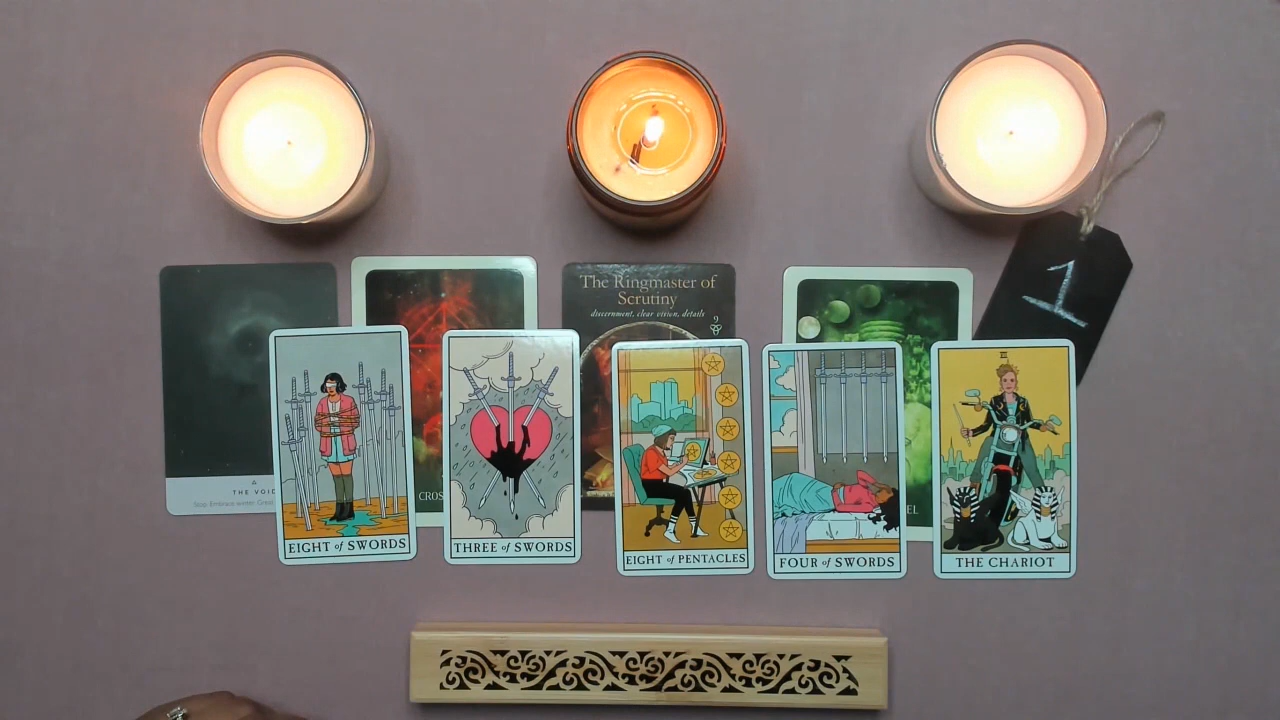 The Ringmaster of
Scrutiny
discernment, clear vision, details
9
1
III
THE VOID
CROS
EL
EIGHT of SWORDS
THREE of SWORDS
EIGHT of PENTACLES
FOUR of SWORDS
THE CHARIOT